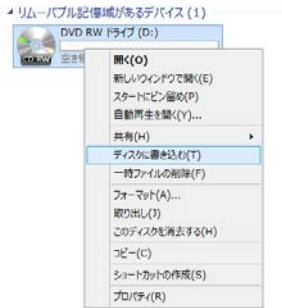 リムーバブル記憶域があるデバイス (1)
DVD RW ドライブ (D:)
CD-RW
空き領
開く(O)
新しいウィンドウで開く(E)
スタートにピン留め(P)
自動再生を開く(Y)...
共有(H)
ディスクに書き込む(T)
一時ファイルの削除(F)
フォーマット(A)...
取り出し(J)
このディスクを消去する(H)
コピー(C)
ショートカットの作成(S)
プロパティ(R)